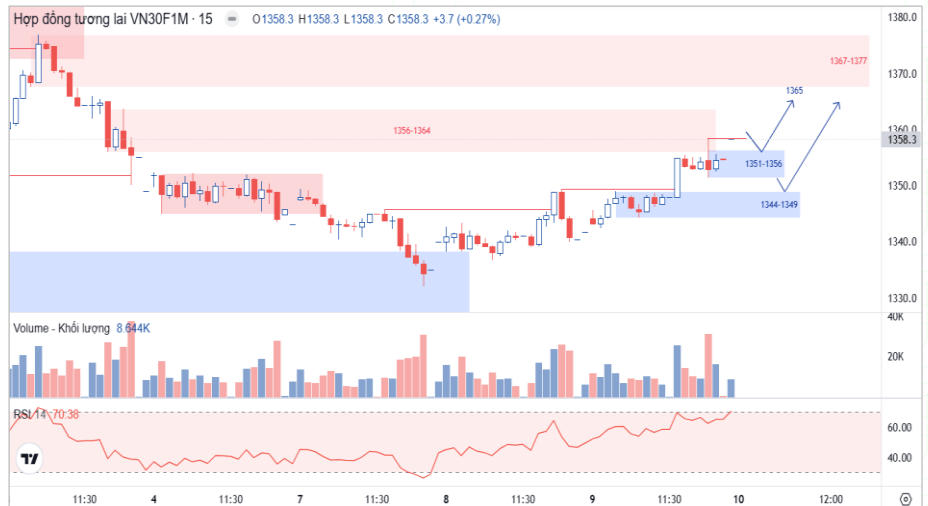 Hợp đồng tương lai VN30F1M · 15 O1358.3 H1358.3 L1358.3 C1358.3 +3.7 (+0.27%)
1380.0
1367-1377
1370.0
1365
1356-1364
1360.0
1358.3
1351-1356
1350.0
1344-1349
1340.0
1330.0
40K
Volume - Khối lượng 8.644K
20K
RSI 14 70.38
60.00
40.00
11:30 4 11:30 7 11:30 8 11:30 9 11:30 10 12:00